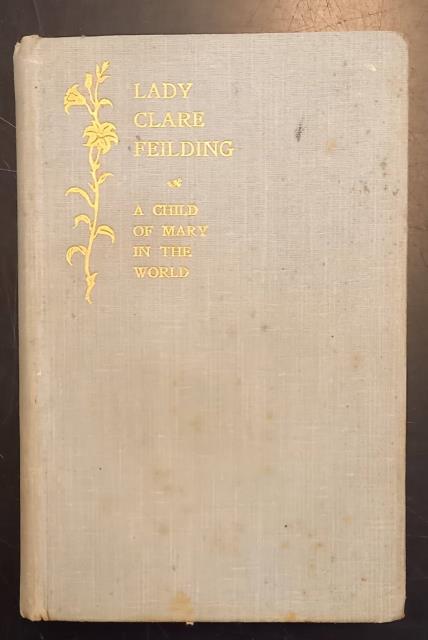 LADY
CLARE
FEILDING
A CHILD
OF MARY
IN THE
WORLD